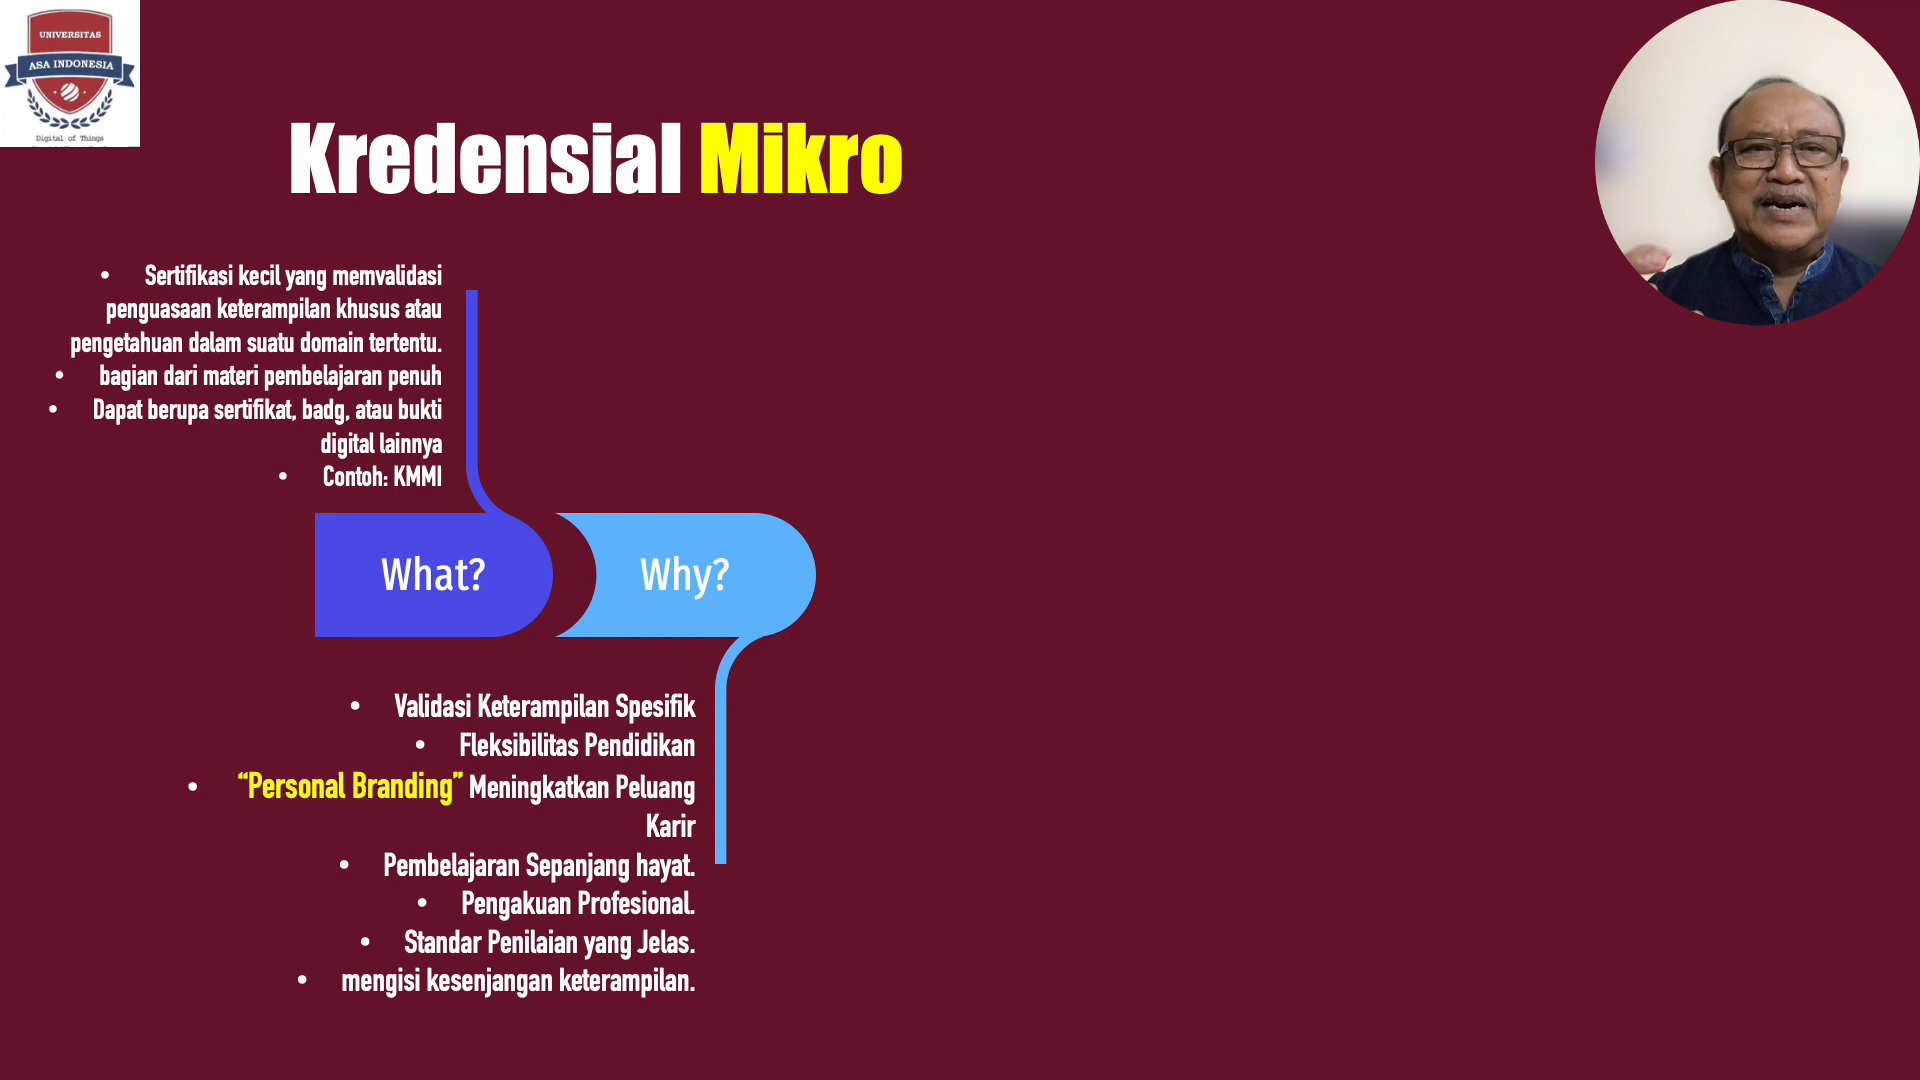 UNIVERSITAS
ASA INDONESIA
Digital of Things
Kredensial Mikro
• Sertifikasi kecil yang memvalidasi
penguasaan keterampilan khusus atau
pengetahuan dalam suatu domain tertentu.
• bagian dari materi pembelajaran penuh
• Dapat berupa sertifikat, badg, atau bukti
digital lainnya
• Contoh: KMMI
What?
Why?
• Validasi Keterampilan Spesifik
• Fleksibilitas Pendidikan
• “Personal Branding” Meningkatkan Peluang
Karir
• Pembelajaran Sepanjang hayat.
• Pengakuan Profesional.
• Standar Penilaian yang Jelas.
• mengisi kesenjangan keterampilan.